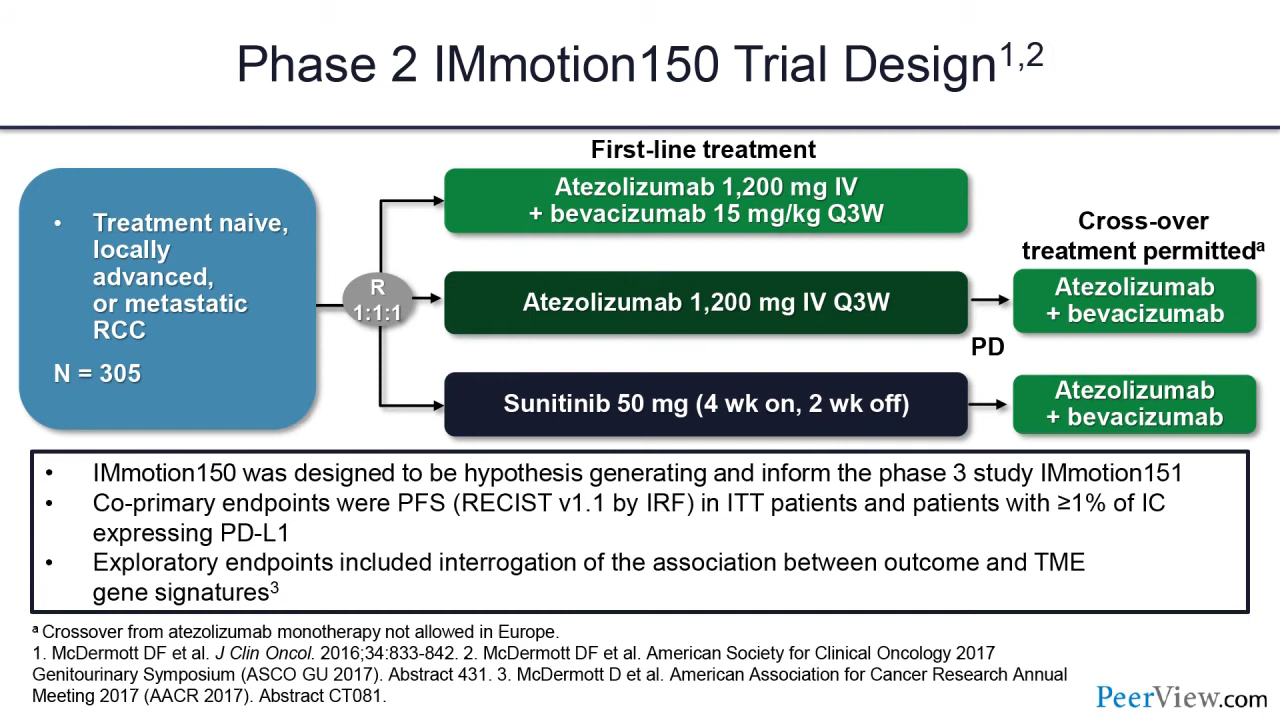 Phase 2 IMmotion150 Trial Design1,2
First-line treatment
• Treatment naive,
locally
advanced,
or metastatic
RCC
N = 305
R
1:1:1
Atezolizumab 1,200 mg IV
+ bevacizumab 15 mg/kg Q3W
Atezolizumab 1,200 mg IV Q3W
Sunitinib 50 mg (4 wk on, 2 wk off)
PD
Cross-over
treatment permitteda
Atezolizumab
+ bevacizumab
Atezolizumab
+ bevacizumab
• IMmotion150 was designed to be hypothesis generating and inform the phase 3 study IMmotion151
• Co-primary endpoints were PFS (RECIST v1.1 by IRF) in ITT patients and patients with ≥1% of IC
expressing PD-L1
• Exploratory endpoints included interrogation of the association between outcome and TME
gene signatures3
a Crossover from atezolizumab monotherapy not allowed in Europe.
1. McDermott DF et al. J Clin Oncol. 2016;34:833-842. 2. McDermott DF et al. American Society for Clinical Oncology 2017
Genitourinary Symposium (ASCO GU 2017). Abstract 431. 3. McDermott D et al. American Association for Cancer Research Annual
Meeting 2017 (AACR 2017). Abstract CT081.
PeerView.com